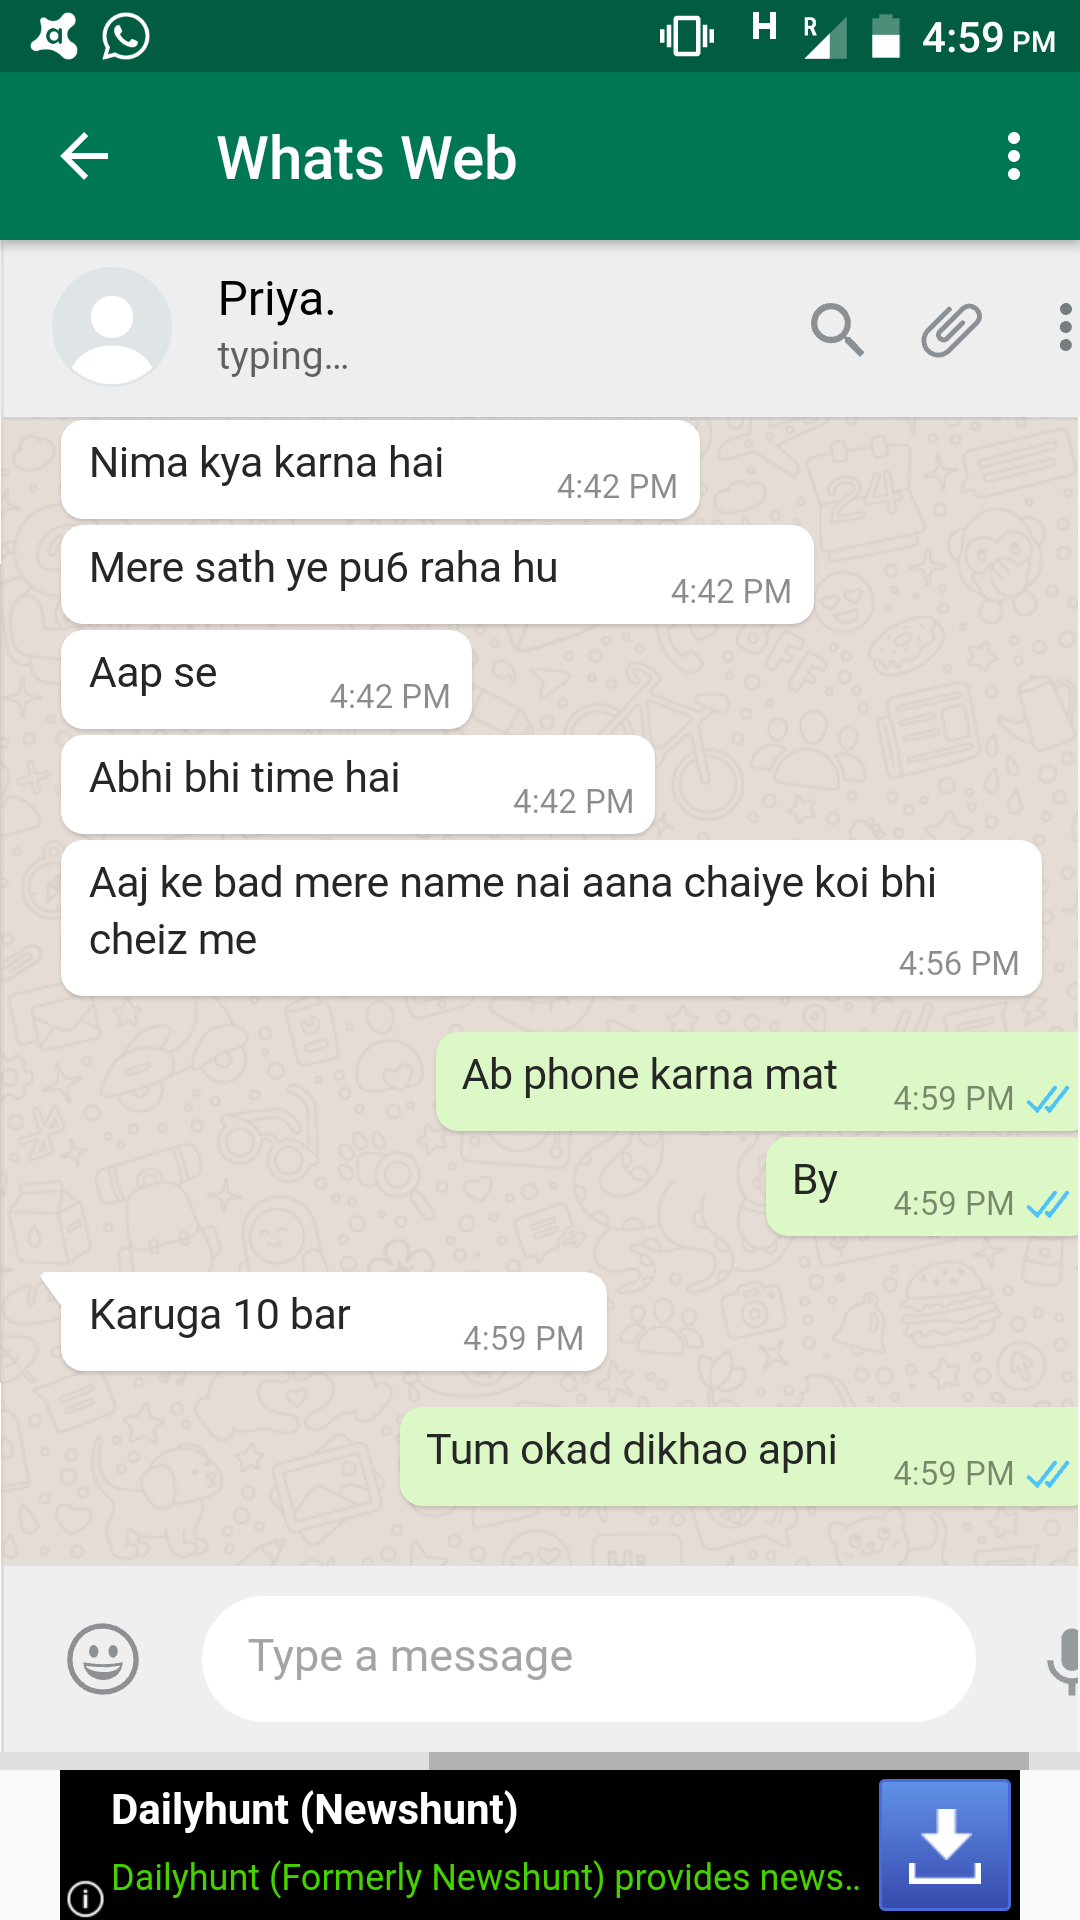 H R 4:59 PM
Whats Web
Priya.
typing...
Nima kya karna hai 4:42 PM
Mere sath ye pu6 raha hu 4:42 PM
Aap se 4:42 PM
Abhi bhi time hai 4:42 PM
Aaj ke bad mere name nai aana chaiye koi bhi
cheiz me 4:56 PM
Ab phone karna mat 4:59 PM
By 4:59 PM
Karuga 10 bar 4:59 PM
Tum okad dikhao apni 4:59 PM
Type a message
Dailyhunt (Newshunt)
Dailyhunt (Formerly Newshunt) provides news..